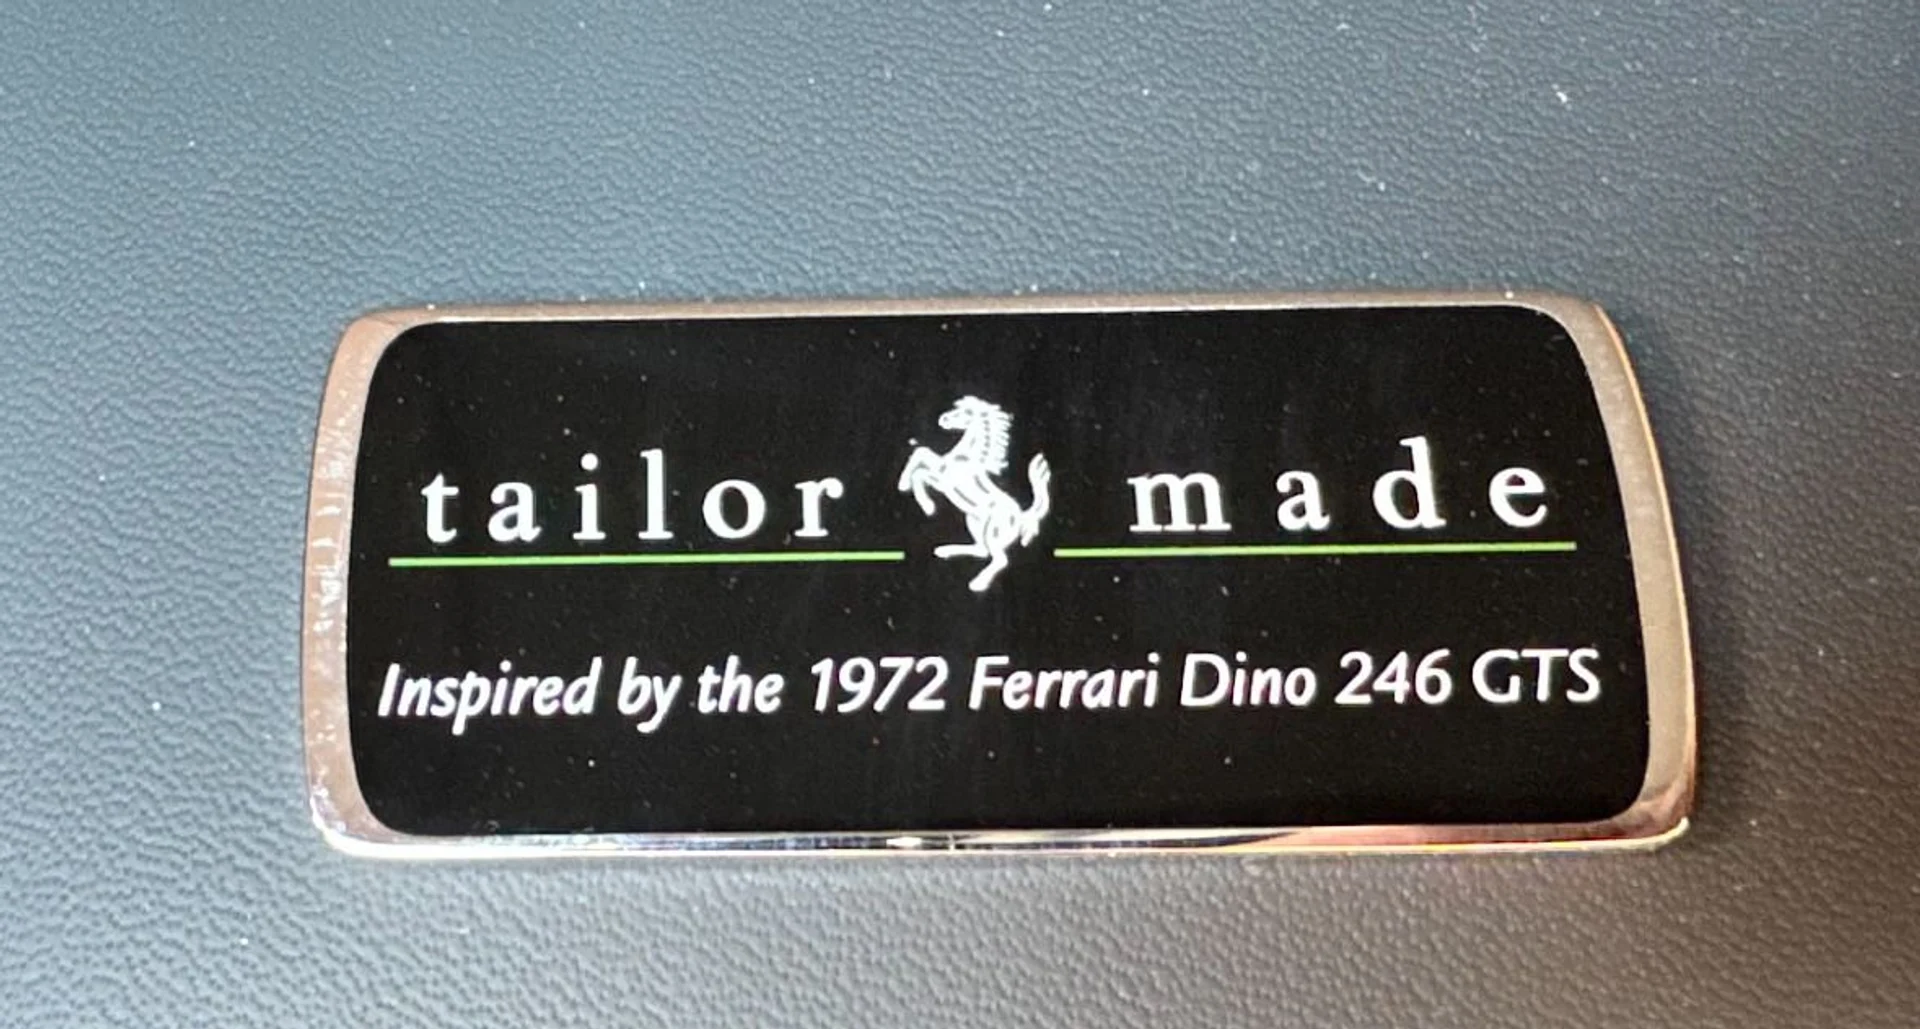 tailor made
Inspired by the 1972 Ferrari Dino 246 GTS